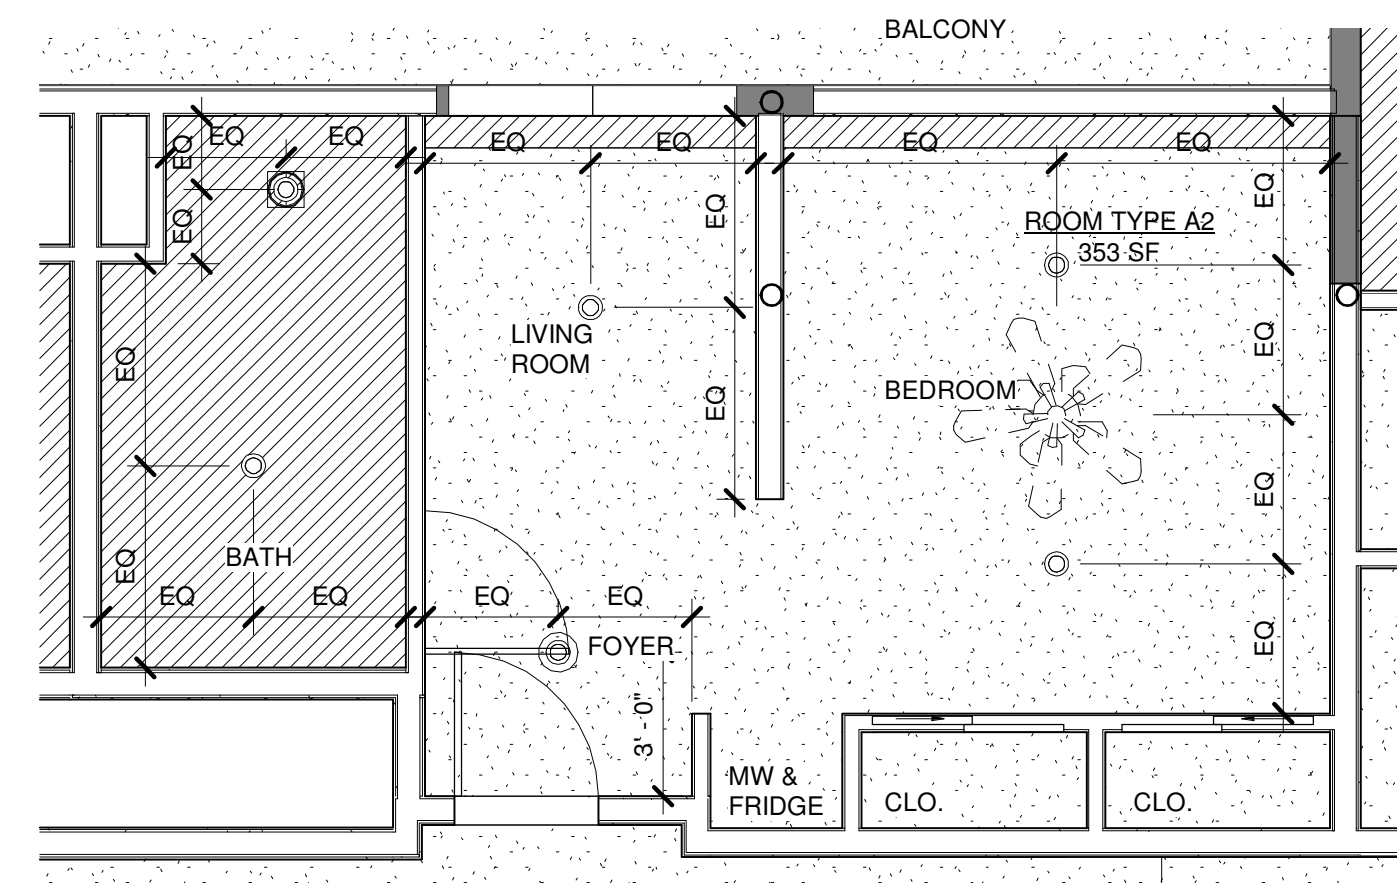 BALCONY
EQ
EQ
EQ
EQ
EQ
EQ
EQ
EQ
EQ
EQ
EQ
ROOM TYPE A2
353 SF
LIVING
ROOM
EQ
EQ
EQ
BEDROOM
EQ
BATH
EQ
EQ
EQ
EQ
EQ
FOYER
EQ
3' - 0"
MW &
FRIDGE
CLO.
CLO.